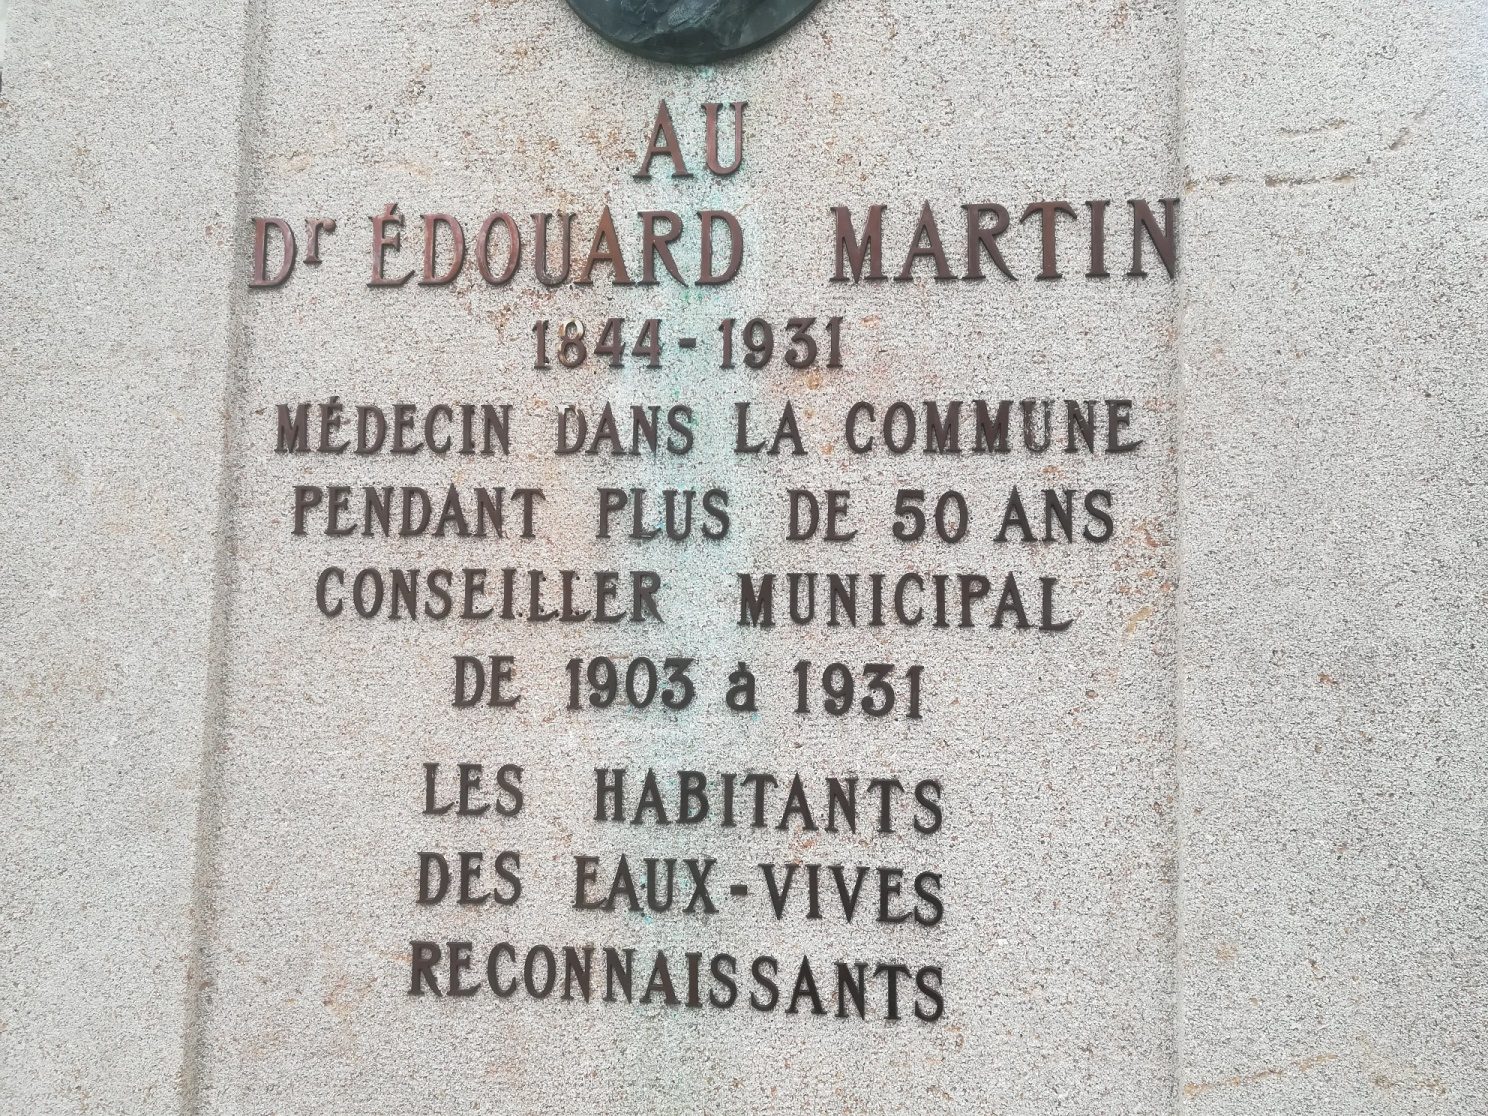 AU
Dr ÉDOUARD MARTIN
1844-1931
MÉDECIN DANS LA COMMUNE
PENDANT PLUS DE 50 ANS
CONSEILLER MUNICIPAL
DE 1903 à 1931
LES HABITANTS
DES EAUX-VIVES
RECONNAISSANTS